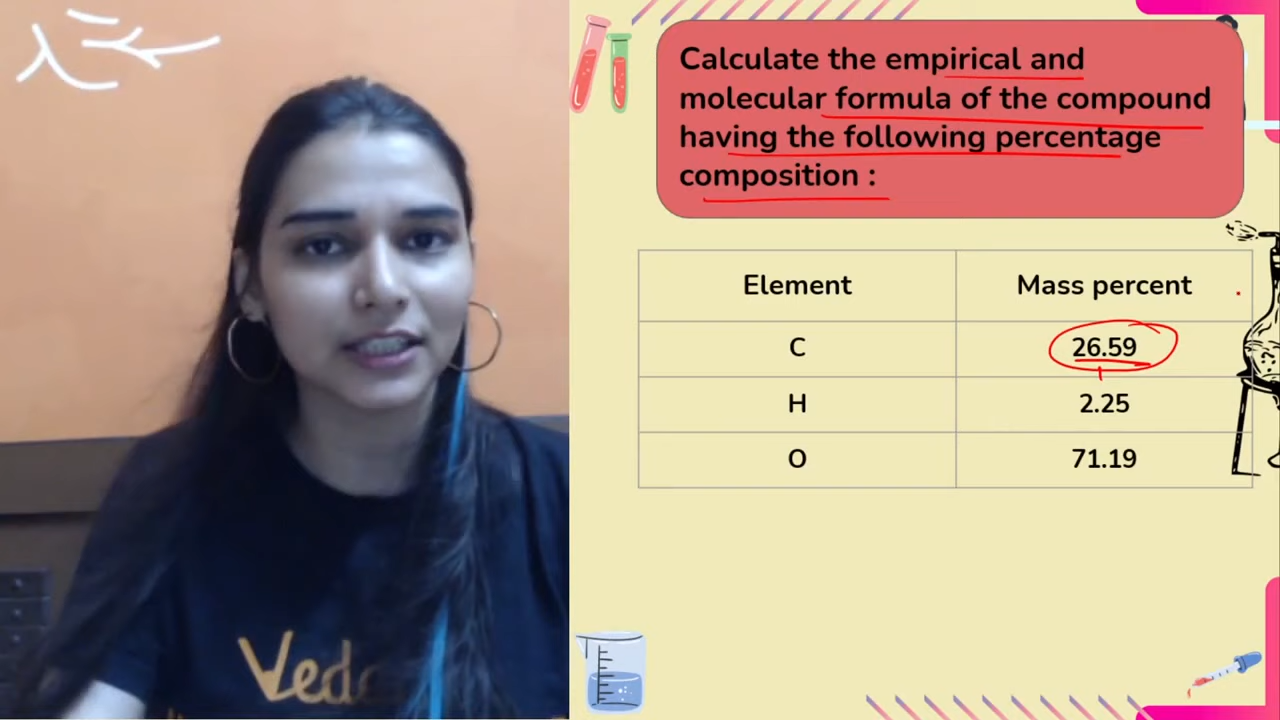 Calculate the empirical and
molecular formula of the compound
having the following percentage
composition :
Element Mass percent
C 26.59
H 2.25
O 71.19